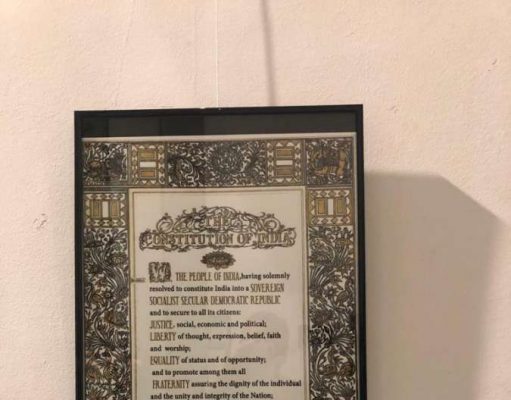 CONSTITUTION OF INDIA
WE THE PEOPLE OF INDIA, having solemnly
resolved to constitute India into a SOVEREIGN
SOCIALIST SECULAR DEMOCRATIC REPUBLIC
and to secure to all its citizens:
JUSTICE, social, economic and political;
LIBERTY of thought, expression, belief, faith
and worship;
EQUALITY of status and of opportunity;
and to promote among them all
FRATERNITY assuring the dignity of the individual
and the unity and integrity of the Nation;